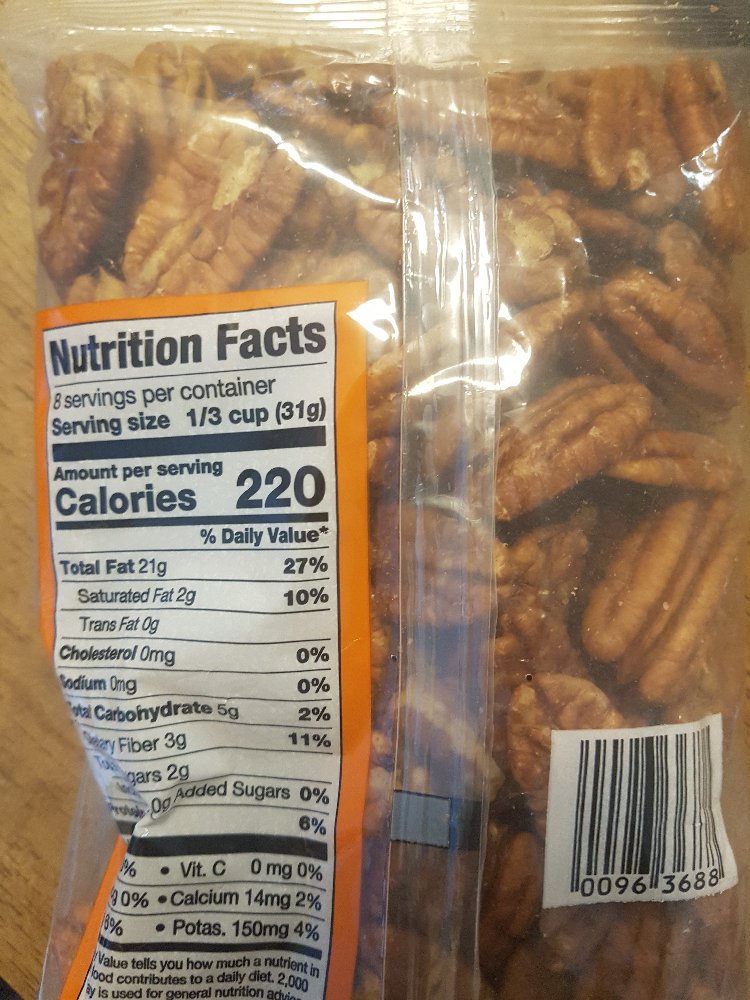 Nutrition Facts
8 servings per container
Serving size 1/3 cup (31g)
Amount per serving
Calories 220
% Daily Value*
Total Fat 21g 27%
Saturated Fat 2g 10%
Trans Fat 0g
Cholesterol 0mg 0%
Sodium 0mg 0%
otal Carbohydrate 5g 2%
Fiber 3g 11%
gars 2g
0g Added Sugars 0%
6%
% • Vit. C 0 mg 0%
0% • Calcium 14mg 2%
% • Potas. 150mg 4%
Value tells you how much a nutrient in
ood contributes to a daily diet. 2,000
ay is used for general nutrition
0096 3688